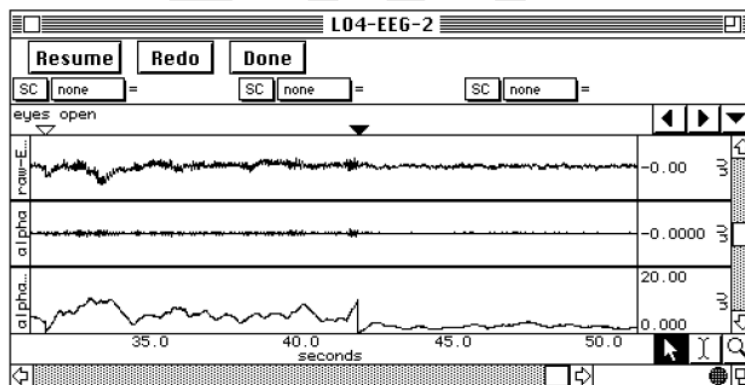 L04-EEG-2
Resume Redo Done
SC none = SC none = SC none =
eyes open
raw-E...
-0.00
alpha
-0.0000
alpha...
20.00
0.000
35.0 40.0 45.0 50.0
seconds